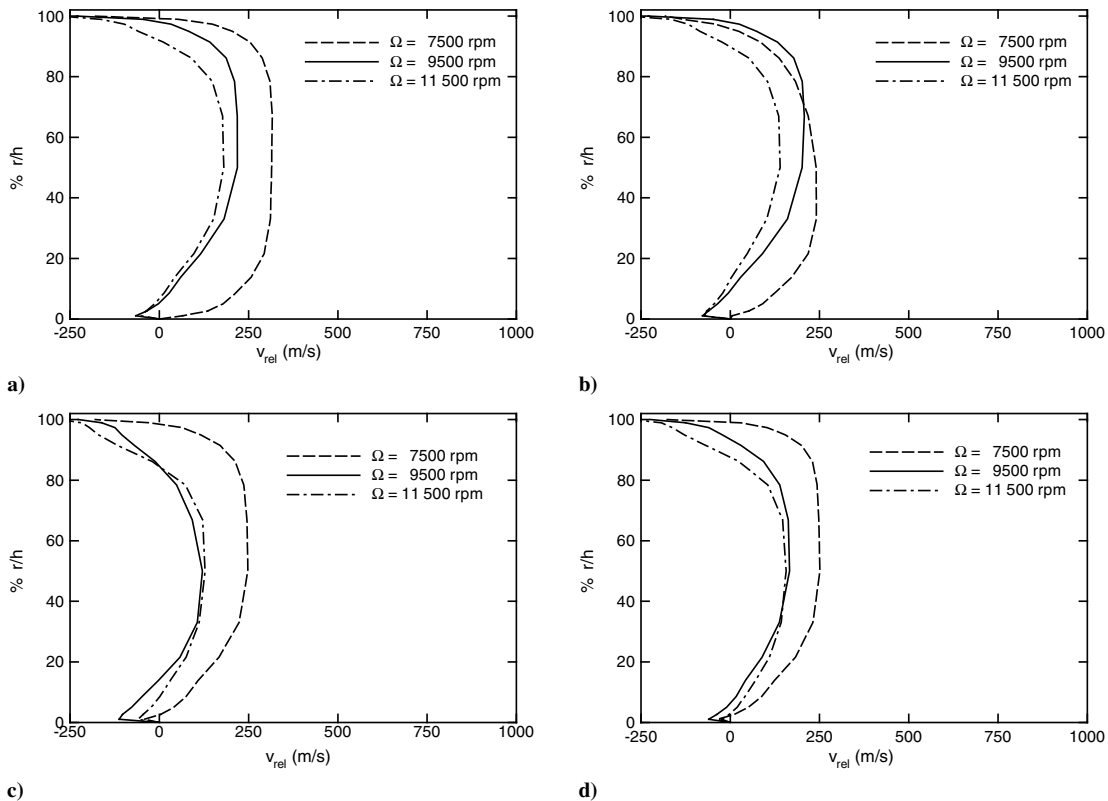 100
80
60
40
20
0
% r/h
Ω = 7500 rpm
Ω = 9500 rpm
Ω = 11 500 rpm
-250 0 250 500 750 1000
v_rel (m/s)
a)
100
80
60
40
20
0
% r/h
Ω = 7500 rpm
Ω = 9500 rpm
Ω = 11 500 rpm
-250 0 250 500 750 1000
v_rel (m/s)
b)
100
80
60
40
20
0
% r/h
Ω = 7500 rpm
Ω = 9500 rpm
Ω = 11 500 rpm
-250 0 250 500 750 1000
v_rel (m/s)
c)
100
80
60
40
20
0
% r/h
Ω = 7500 rpm
Ω = 9500 rpm
Ω = 11 500 rpm
-250 0 250 500 750 1000
v_rel (m/s)
d)